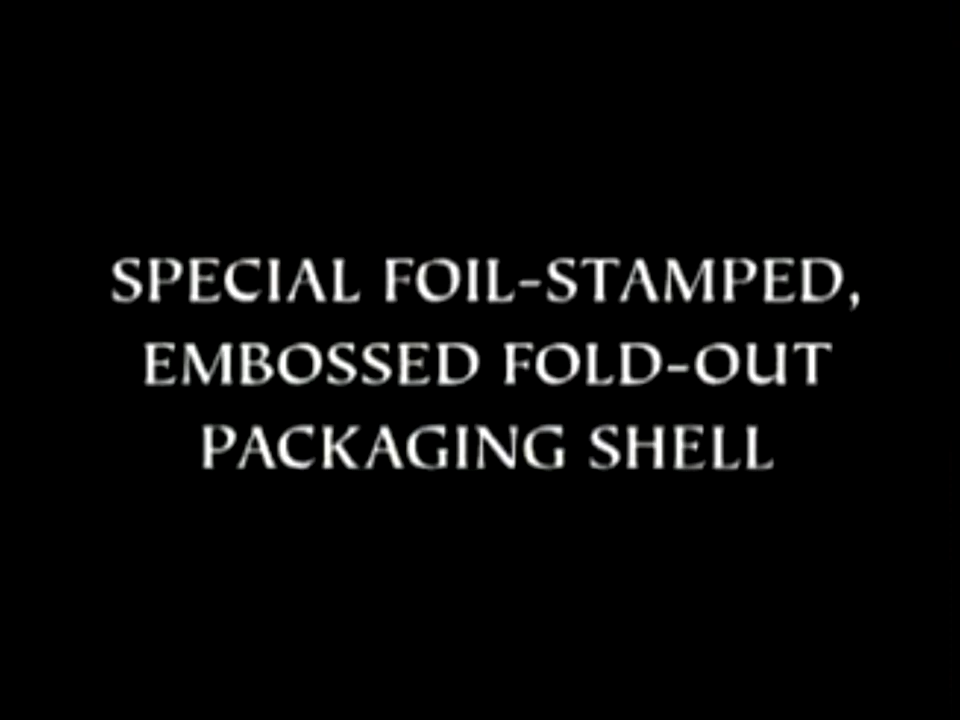 SPECIAL FOIL-STAMPED,
EMBOSSED FOLD-OUT
PACKAGING SHELL